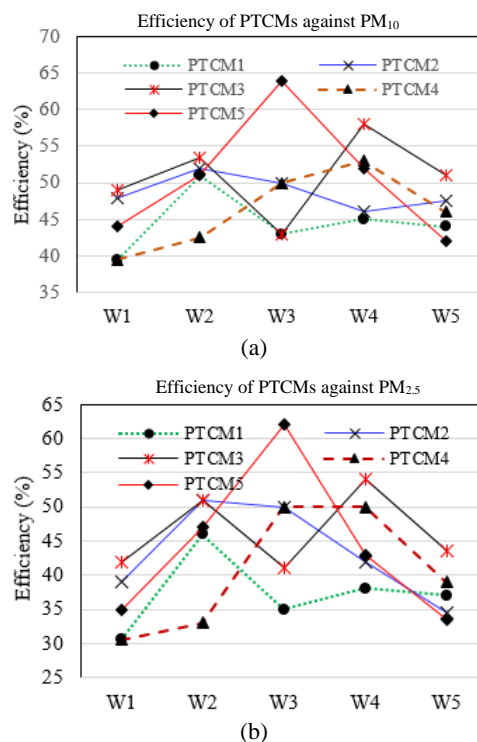 Efficiency of PTCMs against PM₁₀
70
65
60
55
50
45
40
35
Efficiency (%)
PTCM1 PTCM2
PTCM3 PTCM4
PTCM5
W1 W2 W3 W4 W5
(a)
Efficiency of PTCMs against PM₂.₅
65
60
55
50
45
40
35
30
25
Efficiency (%)
PTCM1 PTCM2
PTCM3 PTCM4
PTCM5
W1 W2 W3 W4 W5
(b)